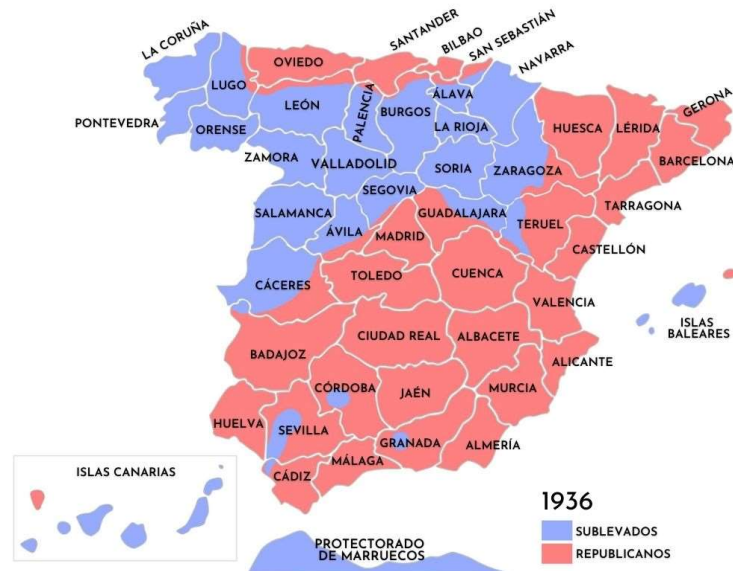 LA CORUÑA
LUGO
OVIEDO
SANTANDER
BILBAO
SAN SEBASTIÁN
NAVARRA
PONTEVEDRA
ORENSE
LEÓN
PALENCIA
BURGOS
ÁLAVA
LA RIOJA
HUESCA
LÉRIDA
GERONA
BARCELONA
ZAMORA
VALLADOLID
SORIA
ZARAGOZA
TARRAGONA
SEGOVIA
SALAMANCA
ÁVILA
MADRID
GUADALAJARA
TERUEL
CASTELLÓN
CÁCERES
TOLEDO
CUENCA
VALENCIA
ISLAS
BALEARES
BADAJOZ
CIUDAD REAL
ALBACETE
ALICANTE
CÓRDOBA
JAÉN
MURCIA
HUELVA
SEVILLA
GRANADA
ALMERÍA
CÁDIZ
MÁLAGA
ISLAS CANARIAS
PROTECTORADO
DE MARRUECOS
1936
SUBLEVADOS
REPUBLICANOS